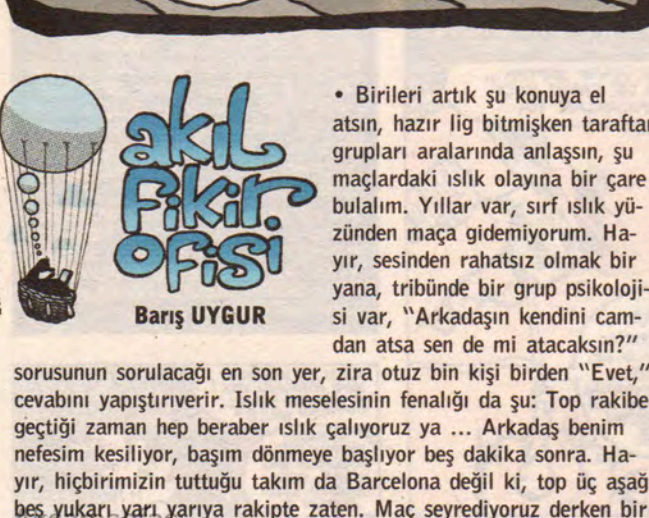 akıl
fikir
ofisi
Barış UYGUR
• Birileri artık şu konuya el
atsın, hazır lig bitmişken taraftar
grupları aralarında anlaşsın, şu
maçlardaki ıslık olayına bir çare
bulalım. Yıllar var, sırf ıslık yü-
zünden maça gidemiyorum. Ha-
yır, sesinden rahatsız olmak bir
yana, tribünde bir grup psikoloji-
si var, “Arkadaşın kendini cam-
dan atsa sen de mi atacaksın?”
sorusunun sorulacağı en son yer, zira otuz bin kişi birden “Evet,”
cevabını yapıştırıverir. Islık meselesinin fenalığı da şu: Top rakibe
geçtiği zaman hep beraber ıslık çalıyoruz ya ... Arkadaş benim
nefesim kesiliyor, başım dönmeye başlıyor beş dakika sonra. Ha-
yır, hiçbirimizin tuttuğu takım da Barcelona değil ki, top üç aşağı
beş yukarı yarı yarıya rakipte zaten. Maç seyrediyoruz derken bir